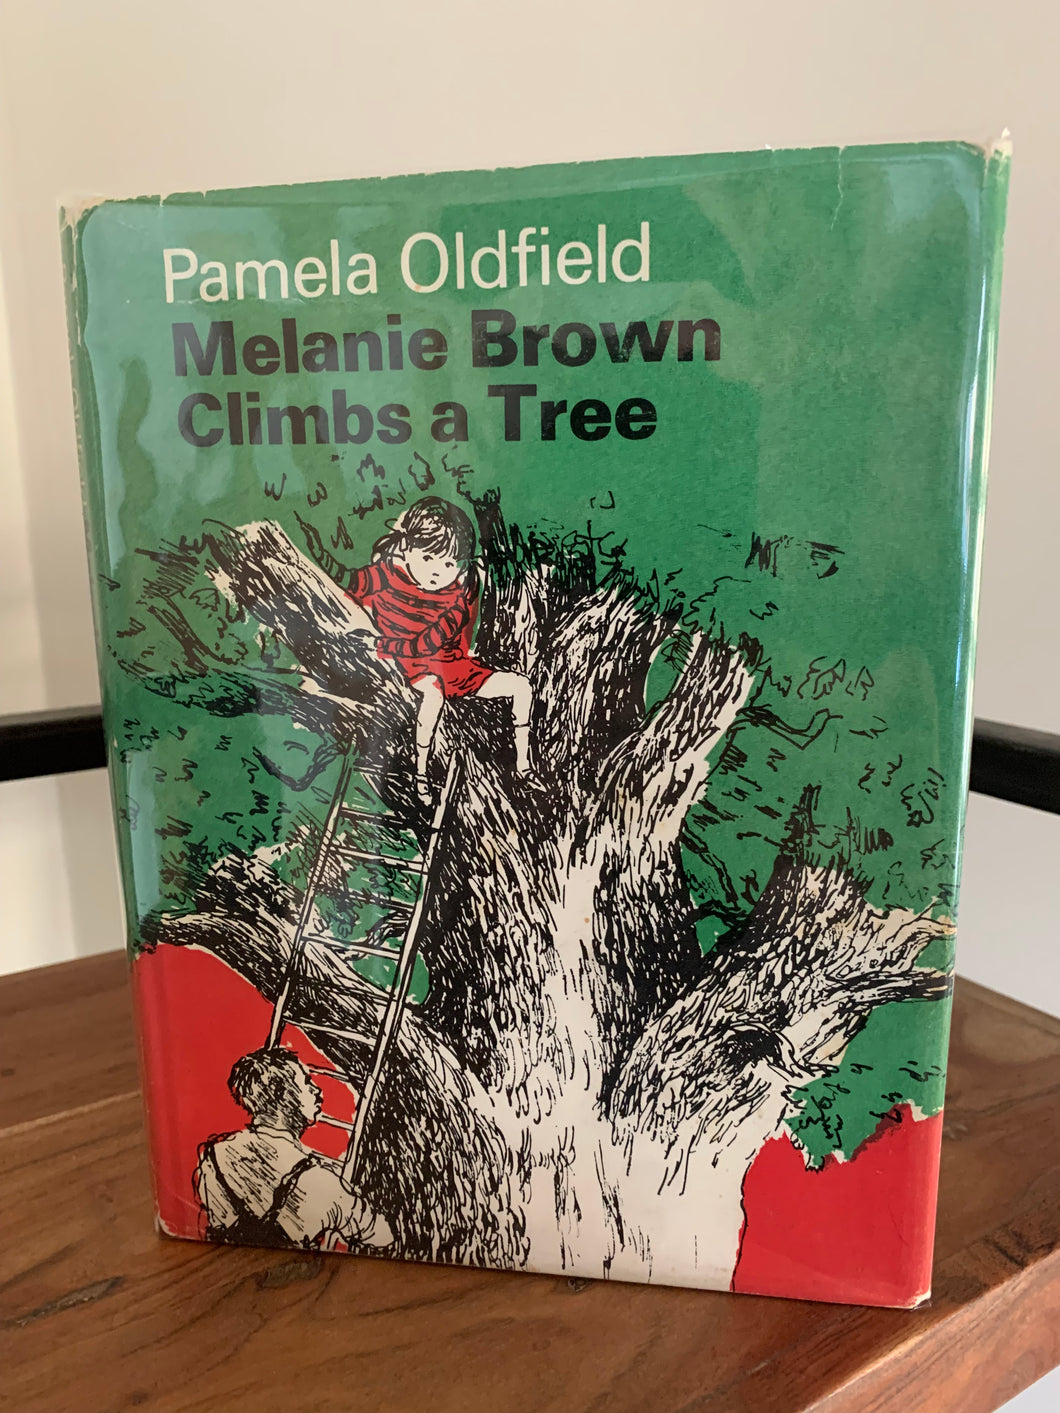 Pamela Oldfield
Melanie Brown
Climbs a Tree